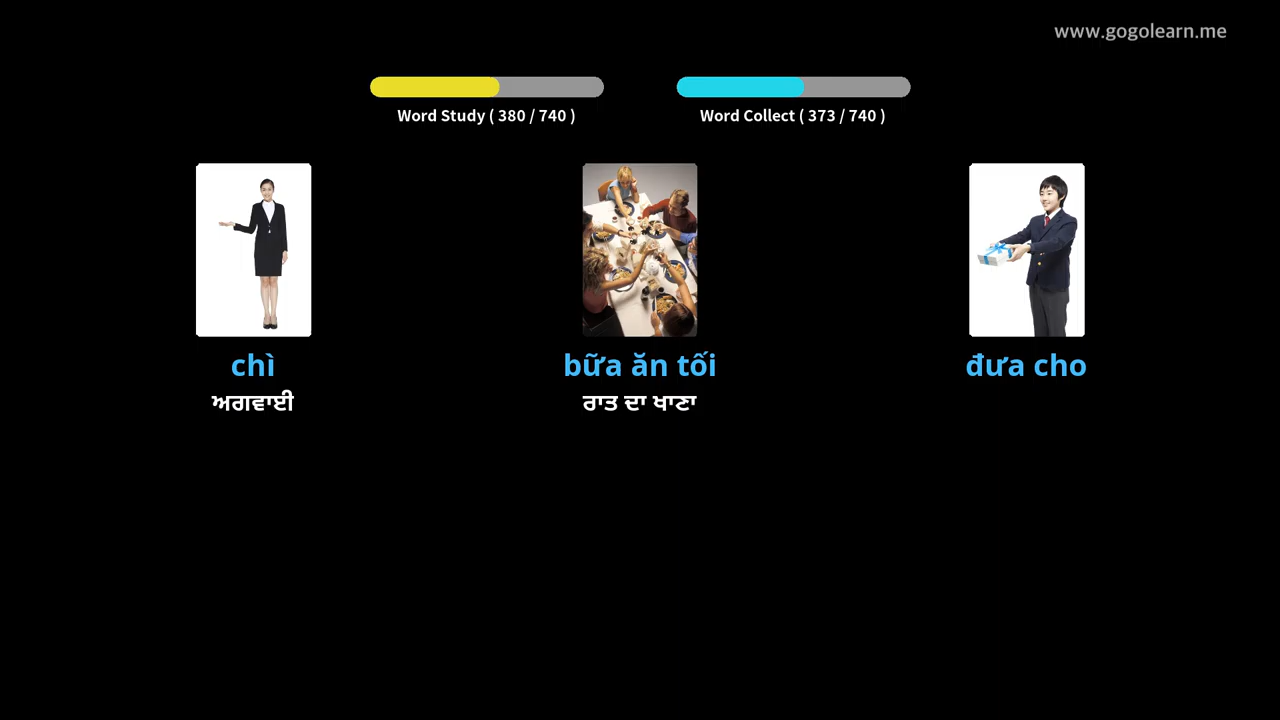 www.gogolearn.me
Word Study ( 380 / 740 )
Word Collect ( 373 / 740 )
chì
bữa ăn tối
đưa cho
ਅਗਵਾਈ
ਰਾਤ ਦਾ ਖਾਣਾ